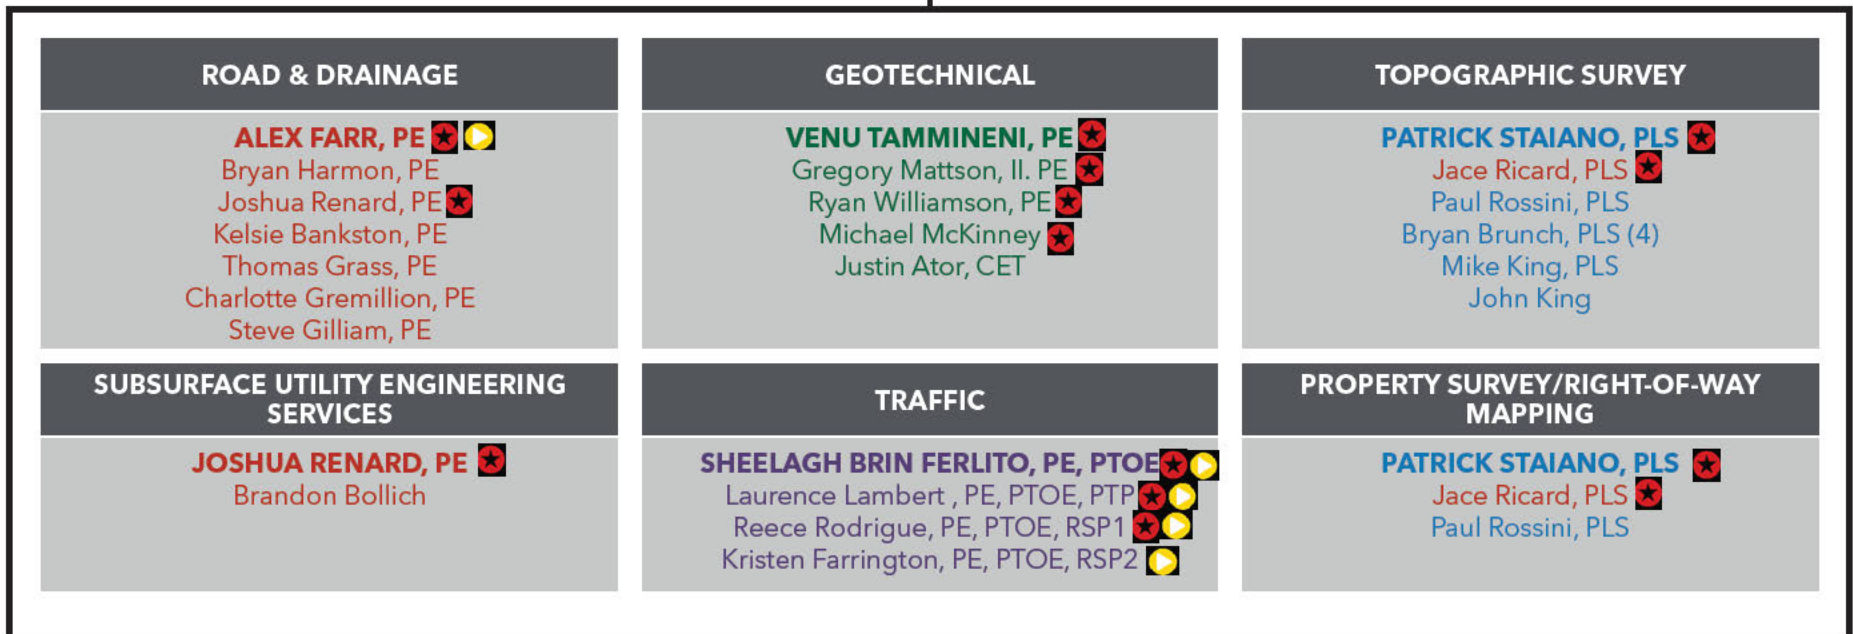 ROAD & DRAINAGE
ALEX FARR, PE
Bryan Harmon, PE
Joshua Renard, PE
Kelsie Bankston, PE
Thomas Grass, PE
Charlotte Gremillion, PE
Steve Gilliam, PE
GEOTECHNICAL
VENU TAMMINENI, PE
Gregory Mattson, II. PE
Ryan Williamson, PE
Michael McKinney
Justin Ator, CET
TOPOGRAPHIC SURVEY
PATRICK STAIANO, PLS
Jace Ricard, PLS
Paul Rossini, PLS
Bryan Brunch, PLS (4)
Mike King, PLS
John King
SUBSURFACE UTILITY ENGINEERING
SERVICES
JOSHUA RENARD, PE
Brandon Bollich
TRAFFIC
SHEELAGH BRIN FERLITO, PE, PTOE
Laurence Lambert , PE, PTOE, PTP
Reece Rodrigue, PE, PTOE, RSP1
Kristen Farrington, PE, PTOE, RSP2
PROPERTY SURVEY/RIGHT-OF-WAY
MAPPING
PATRICK STAIANO, PLS
Jace Ricard, PLS
Paul Rossini, PLS